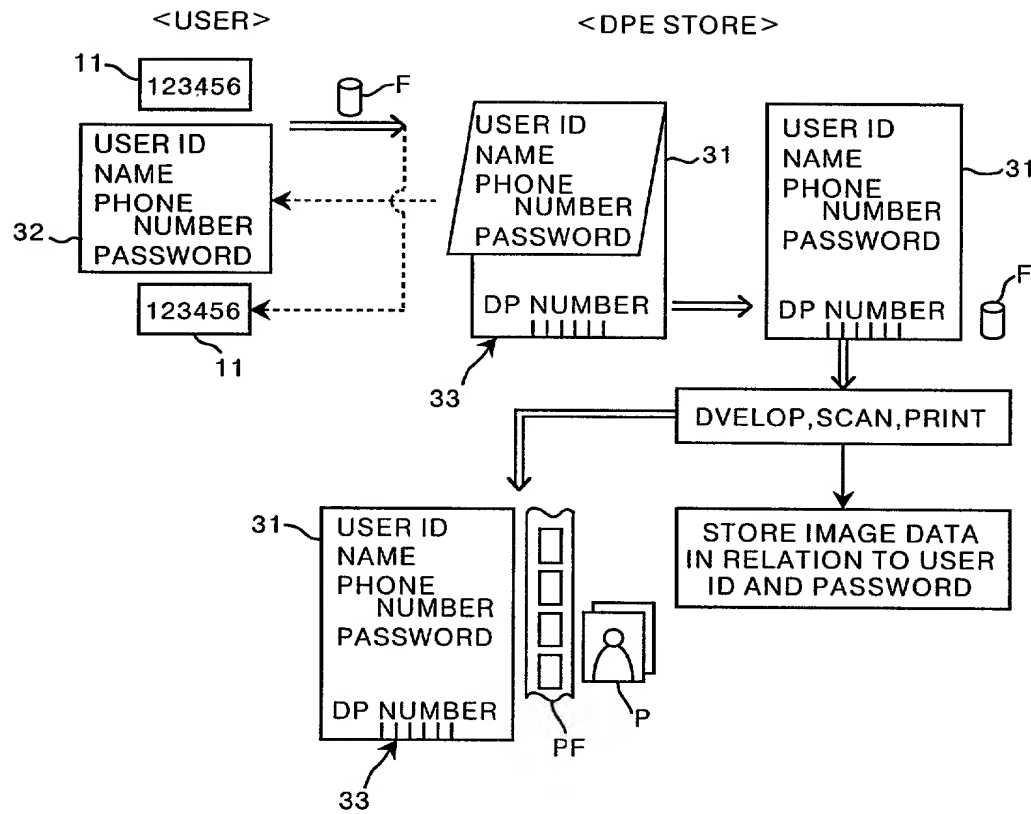 <USER>
<DPE STORE>
11
123456
F
USER ID
NAME
PHONE
NUMBER
PASSWORD
32
123456
11
USER ID
NAME
PHONE
NUMBER
PASSWORD
31
DP NUMBER
33
USER ID
NAME
PHONE
NUMBER
PASSWORD
31
DP NUMBER
F
DVELOP,SCAN,PRINT
STORE IMAGE DATA
IN RELATION TO USER
ID AND PASSWORD
31
USER ID
NAME
PHONE
NUMBER
PASSWORD
DP NUMBER
33
PF
P